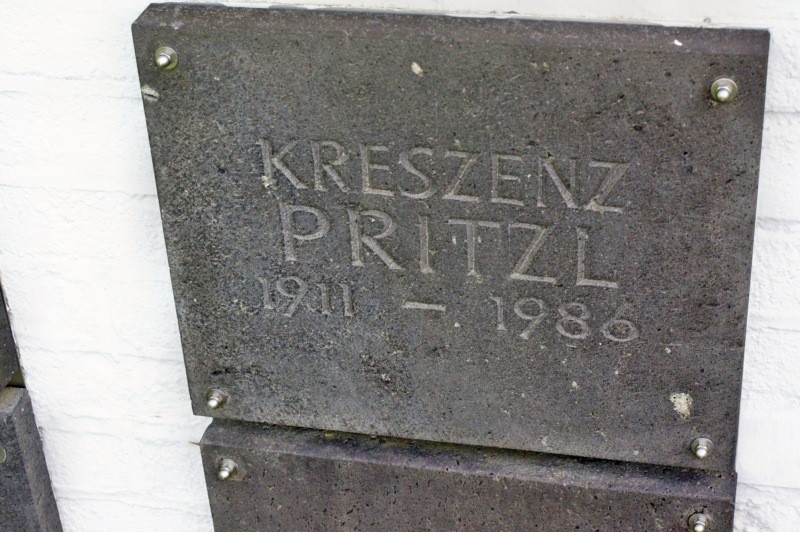 KRESZENZ
PRITZL
1911 – 1986